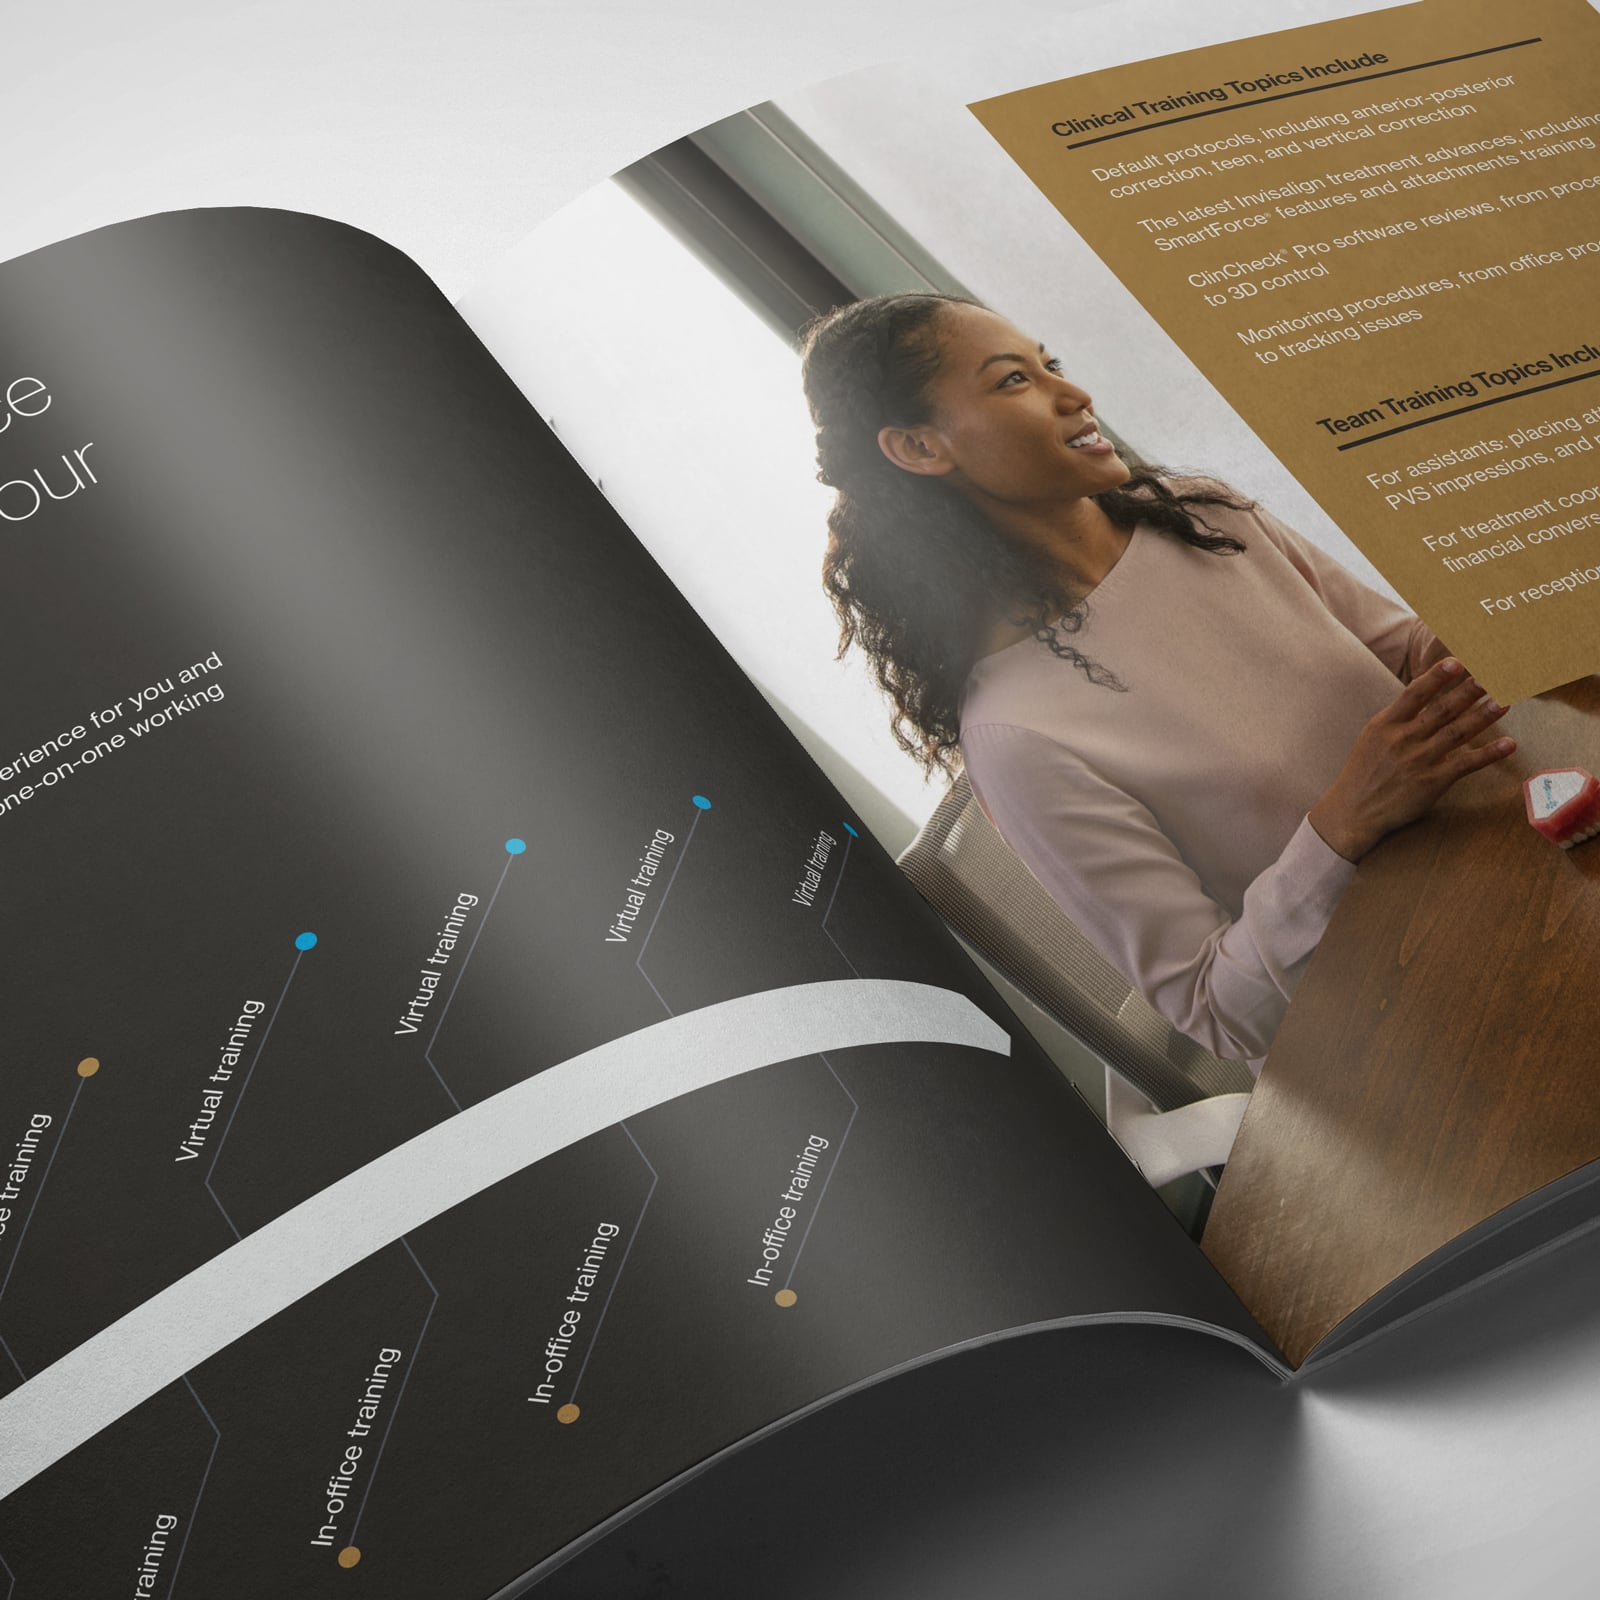 our
erience for you and
one-on-one working
Virtual training
Virtual training
Virtual training
Virtual training
training
In-office training
In-office training
In-office training
Clinical Training Topics Include
Default protocols, including anterior-posterior
correction, teen, and vertical correction
The latest Invisalign treatment advances, including
SmartForce® features and attachments training
ClinCheck® Pro software reviews, from proce
to 3D control
Monitoring procedures, from office pro
to tracking issues
Team Training Topics Inclu
For assistants: placing at
PVS impressions, and
For treatment coor
financial convers
For reception